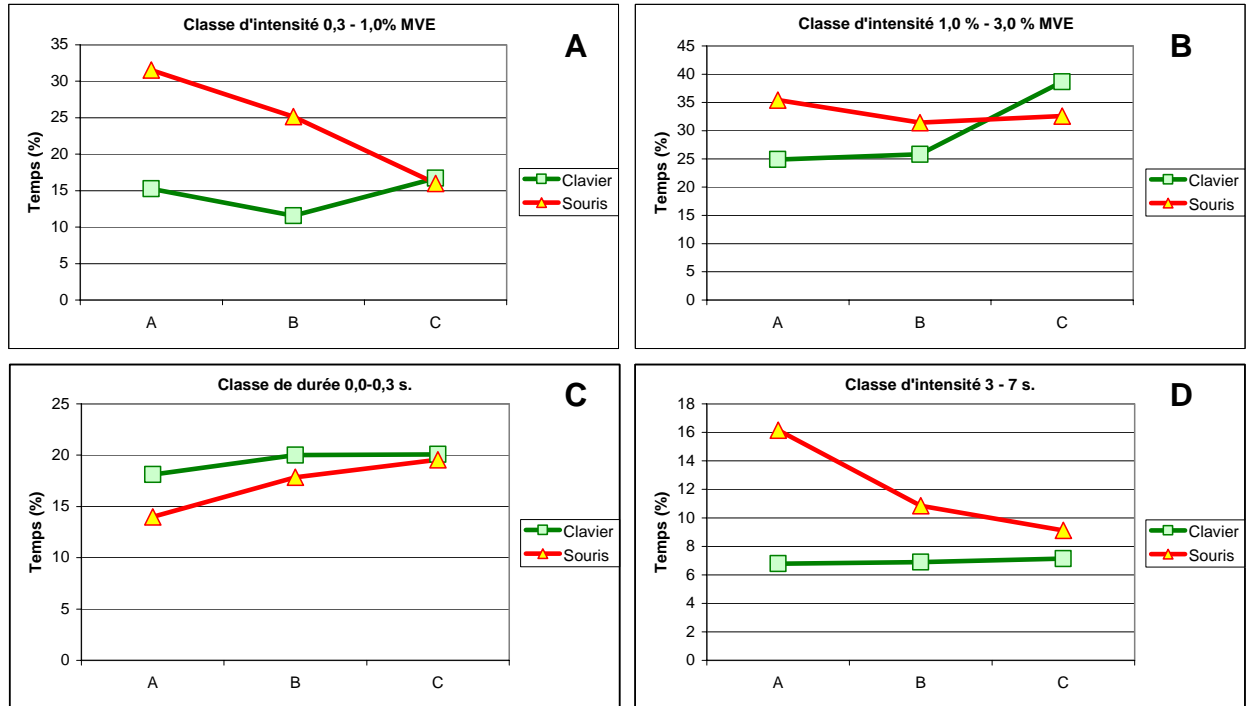 Classe d'intensité 0,3 - 1,0% MVE
A
35
30
25
20
15
10
5
0
Temps (%)
A B C
Clavier
Souris
Classe d'intensité 1,0 % - 3,0 % MVE
B
45
40
35
30
25
20
15
10
5
0
Temps (%)
A B C
Clavier
Souris
Classe de durée 0,0-0,3 s.
C
25
20
15
10
5
0
Temps (%)
A B C
Clavier
Souris
Classe d'intensité 3 - 7 s.
D
18
16
14
12
10
8
6
4
2
0
Temps (%)
A B C
Clavier
Souris